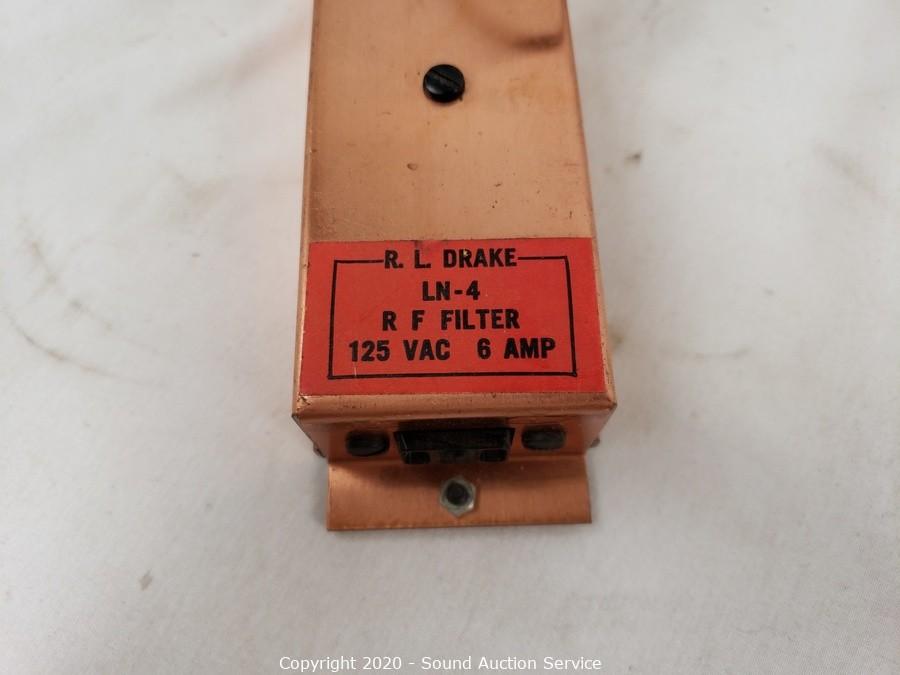 R. L. DRAKE
LN-4
R F FILTER
125 VAC 6 AMP
Copyright 2020 - Sound Auction Service